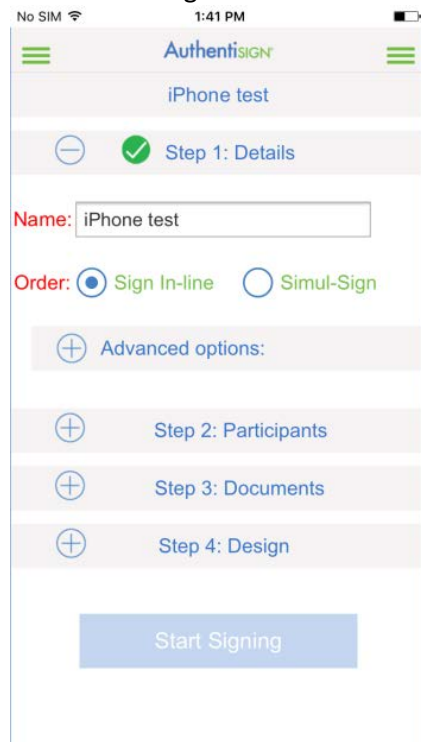 No SIM 1:41 PM
AuthentiSIGN
iPhone test
Step 1: Details
Name: iPhone test
Order: Sign In-line Simul-Sign
Advanced options:
Step 2: Participants
Step 3: Documents
Step 4: Design
Start Signing